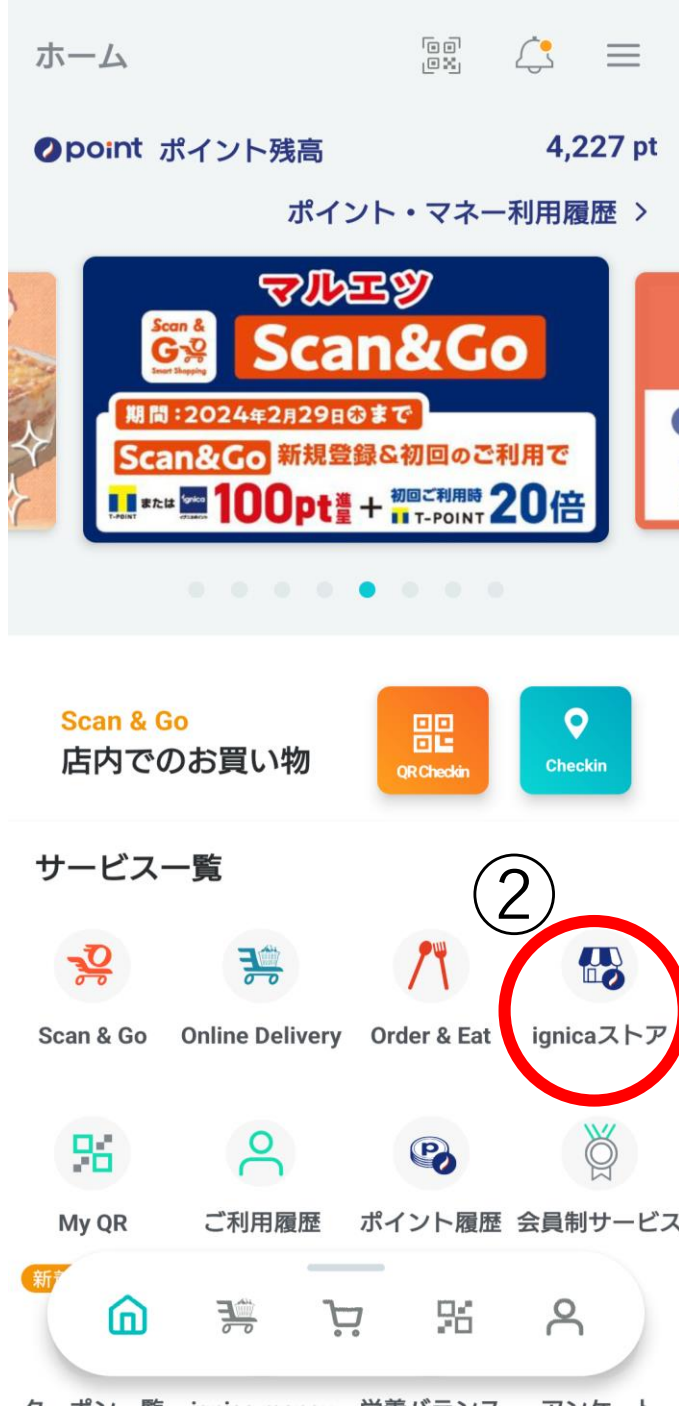 ホーム
point ポイント残高 4,227 pt
ポイント・マネー利用履歴 >
マルエツ
Scan & Go Smart Shopping
Scan&Go
期間:2024年2月29日㊍まで
Scan&Go 新規登録&初回のご利用で
T-POINT または ignica 100pt進呈 + 初回ご利用時 T-POINT 20倍
Scan & Go
店内でのお買い物
QR Checkin
Checkin
サービス一覧
②
Scan & Go Online Delivery Order & Eat ignicaストア
My QR ご利用履歴 ポイント履歴 会員制サービス
新